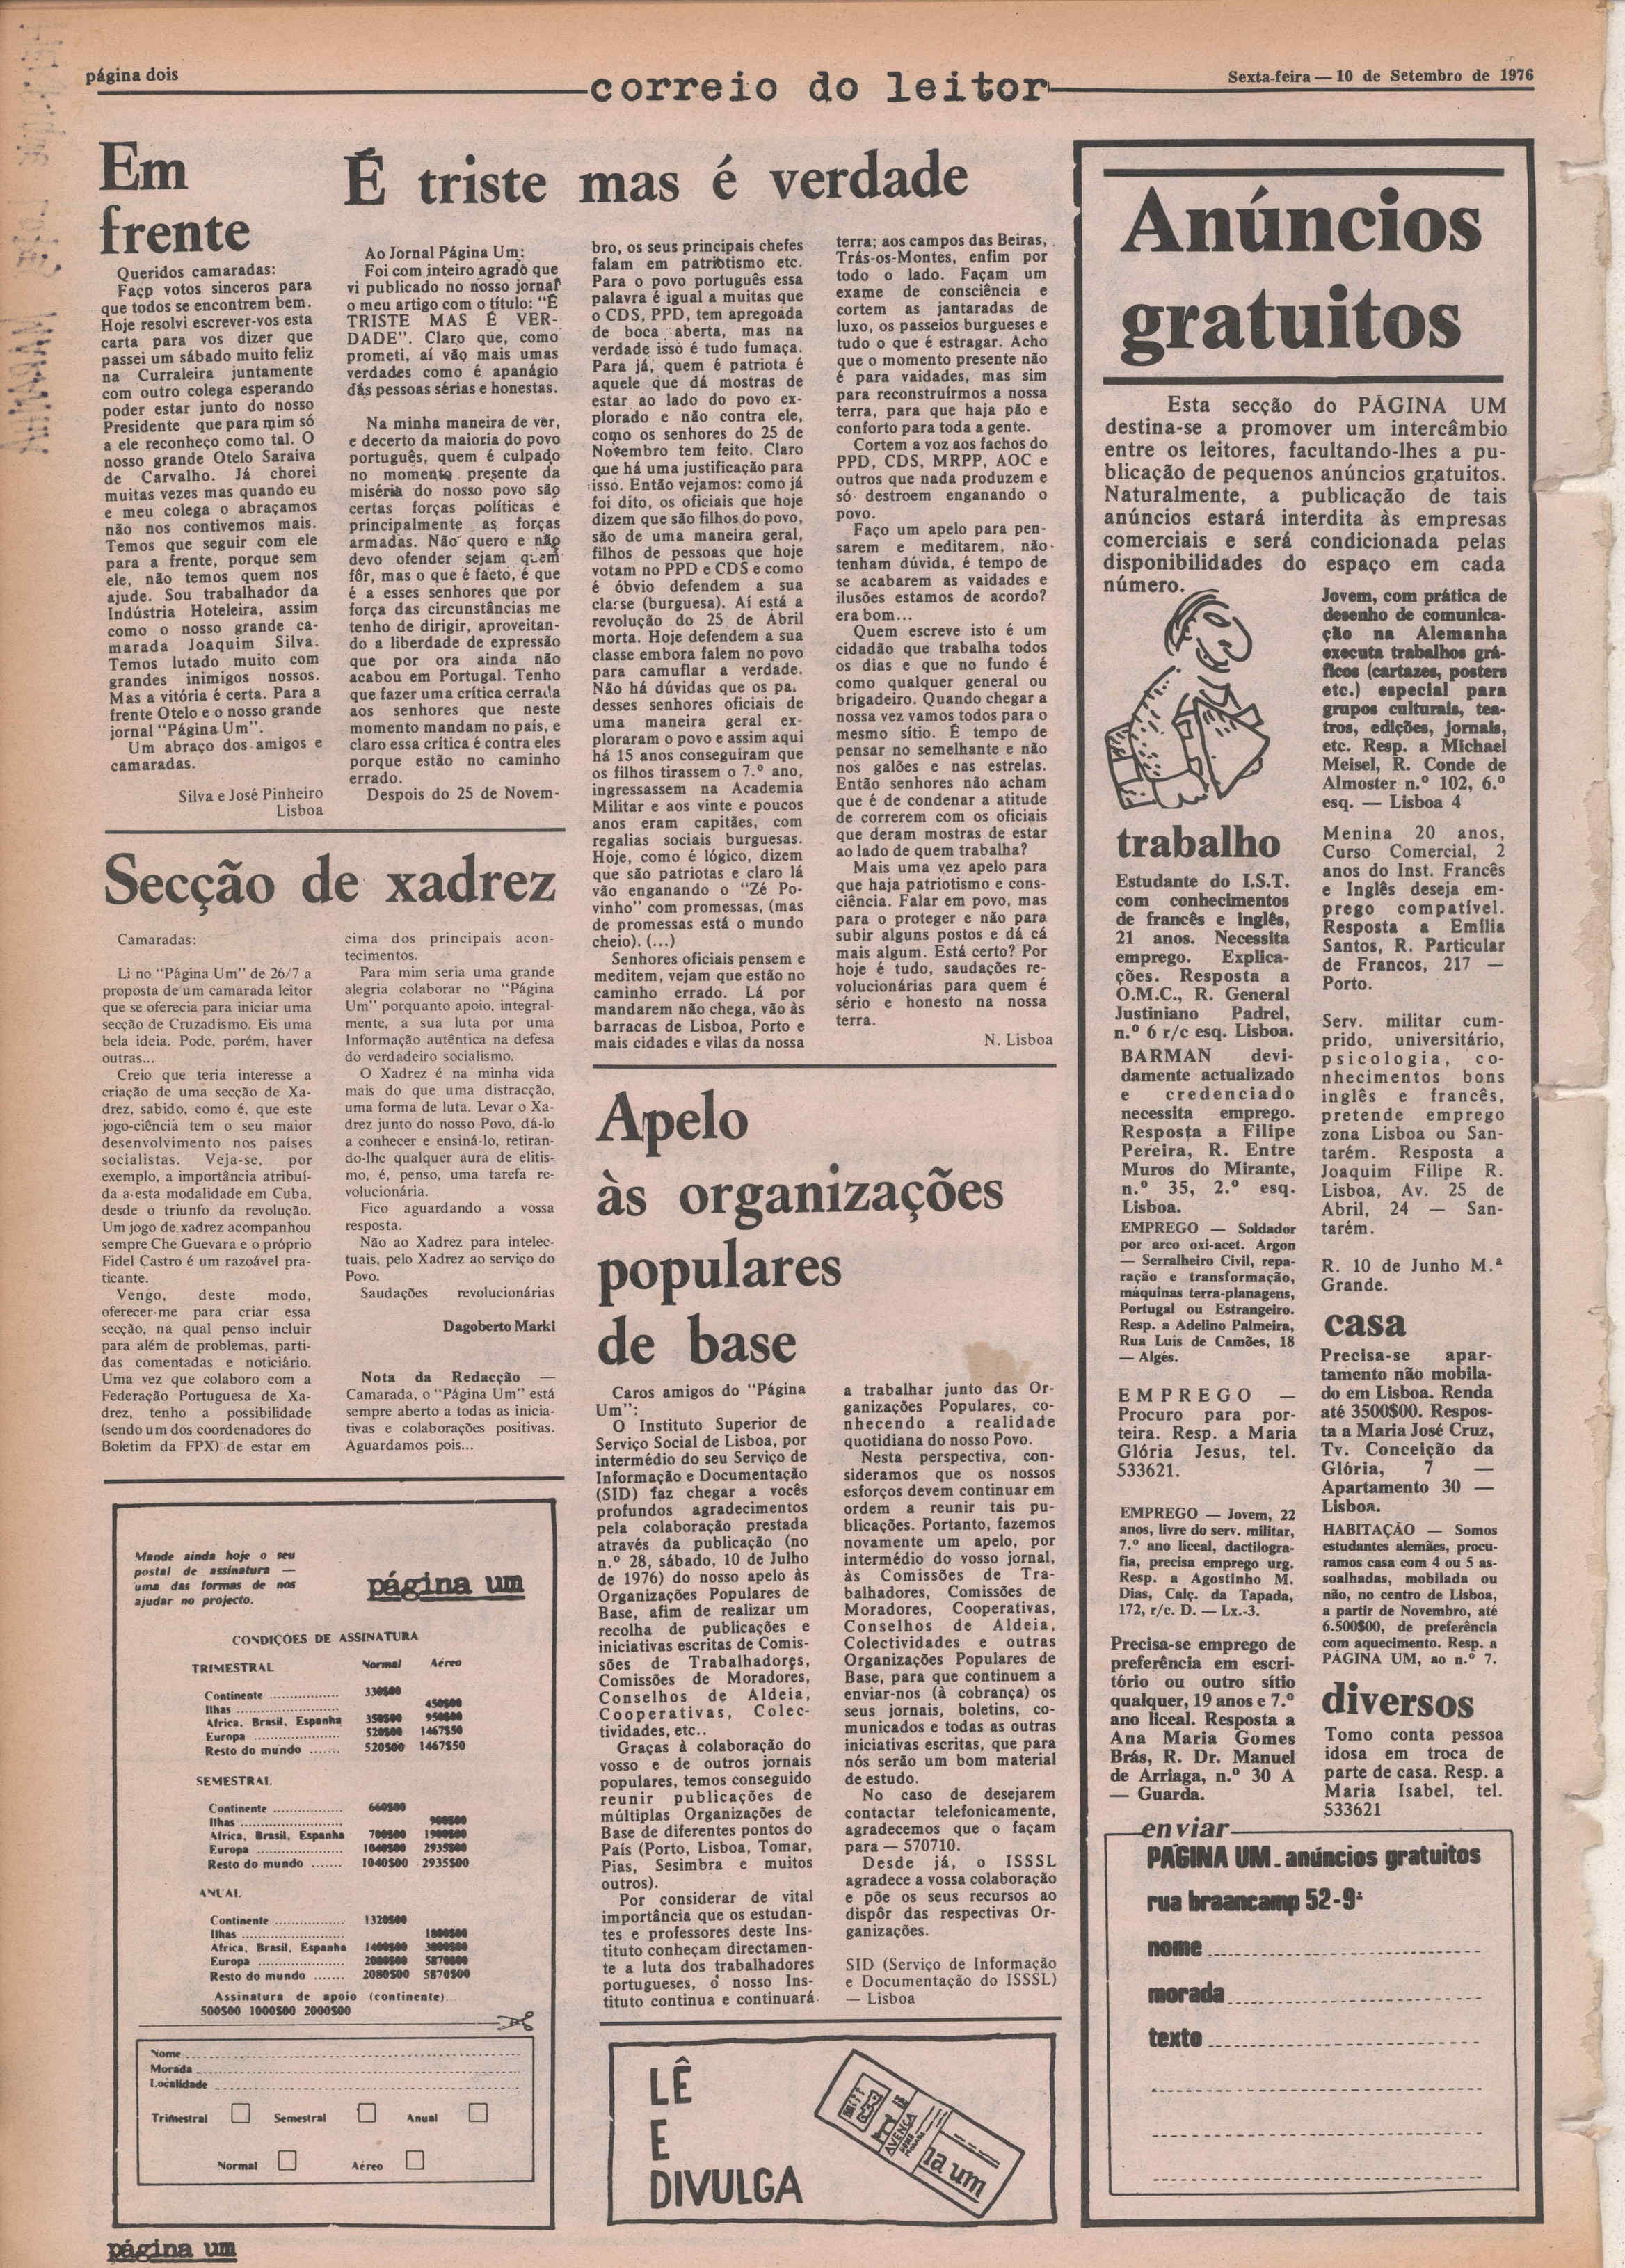 página dois
correio do leitor
Sexta-feira — 10 de Setembro de 1976
Em
frente
Queridos camaradas:
Façp votos sinceros para
que todos se encontrem bem.
Hoje resolvi escrever-vos esta
carta para vos dizer que
passei um sábado muito feliz
na Curraleira juntamente
com outro colega esperando
poder estar junto do nosso
Presidente que para mim só
a ele reconheço como tal. O
nosso grande Otelo Saraiva
de Carvalho. Já chorei
muitas vezes mas quando eu
e meu colega o abraçamos
não nos contivemos mais.
Temos que seguir com ele
para a frente, porque sem
ele, não temos quem nos
ajude. Sou trabalhador da
Indústria Hoteleira, assim
como o nosso grande ca-
marada Joaquim Silva.
Temos lutado muito com
grandes inimigos nossos.
Mas a vitória é certa. Para a
frente Otelo e o nosso grande
jornal "Página Um".
Um abraço dos amigos e
camaradas.
Silva e José Pinheiro
Lisboa
É triste mas é verdade
Ao Jornal Página Um:
Foi com inteiro agrado que
vi publicado no nosso jornal
o meu artigo com o título: "É
TRISTE MAS É VER-
DADE". Claro que, como
prometi, aí vão mais umas
verdades como é apanágio
dás pessoas sérias e honestas.
Na minha maneira de ver,
e decerto da maioria do povo
português, quem é culpado
no momento presente da
miséria do nosso povo são
certas forças políticas e
principalmente as forças
armadas. Não quero e não
devo ofender sejam quem
fôr, mas o que é facto, é que
é a esses senhores que por
força das circunstâncias me
tenho de dirigir, aproveitan-
do a liberdade de expressão
que por ora ainda não
acabou em Portugal. Tenho
que fazer uma crítica cerrada
aos senhores que neste
momento mandam no país, e
claro essa crítica é contra eles
porque estão no caminho
errado.
Despois do 25 de Novem-
bro, os seus principais chefes
falam em patriotismo etc.
Para o povo português essa
palavra é igual a muitas que
o CDS, PPD, tem apregoada
de boca aberta, mas na
verdade isso é tudo fumaça.
Para já, quem é patriota é
aquele que dá mostras de
estar ao lado do povo ex-
plorado e não contra ele,
como os senhores do 25 de
Novembro tem feito. Claro
que há uma justificação para
isso. Então vejamos: como já
foi dito, os oficiais que hoje
dizem que são filhos do povo,
são de uma maneira geral,
filhos de pessoas que hoje
votam no PPD e CDS e como
é óbvio defendem a sua
classe (burguesa). Aí está a
revolução do 25 de Abril
morta. Hoje defendem a sua
classe embora falem no povo
para camuflar a verdade.
Não há dúvidas que os pa.
desses senhores oficiais de
uma maneira geral ex-
ploraram o povo e assim aqui
há 15 anos conseguiram que
os filhos tirassem o 7.º ano,
ingressassem na Academia
Militar e aos vinte e poucos
anos eram capitães, com
regalias sociais burguesas.
Hoje, como é lógico, dizem
que são patriotas e claro lá
vão enganando o "Zé Po-
vinho" com promessas, (mas
de promessas está o mundo
cheio). (...)
Senhores oficiais pensem e
meditem, vejam que estão no
caminho errado. Lá por
mandarem não chega, vão às
barracas de Lisboa, Porto e
mais cidades e vilas da nossa
terra; aos campos das Beiras,
Trás-os-Montes, enfim por
todo o lado. Façam um
exame de consciência e
cortem as jantaradas de
luxo, os passeios burgueses e
tudo o que é estragar. Acho
que o momento presente não
é para vaidades, mas sim
para reconstruírmos a nossa
terra, para que haja pão e
conforto para toda a gente.
Cortem a voz aos fachos do
PPD, CDS, MRPP, AOC e
outros que nada produzem e
só destroem enganando o
povo.
Faço um apelo para pen-
sarem e meditarem, não
tenham dúvida, é tempo de
se acabarem as vaidades e
ilusões estamos de acordo?
era bom...
Quem escreve isto é um
cidadão que trabalha todos
os dias e que no fundo é
como qualquer general ou
brigadeiro. Quando chegar a
nossa vez vamos todos para o
mesmo sítio. É tempo de
pensar no semelhante e não
nos galões e nas estrelas.
Então senhores não acham
que é de condenar a atitude
de correrem com os oficiais
que deram mostras de estar
ao lado de quem trabalha?
Mais uma vez apelo para
que haja patriotismo e cons-
ciência. Falar em povo, mas
para o proteger e não para
subir alguns postos e dá cá
mais algum. Está certo? Por
hoje é tudo, saudações re-
volucionárias para quem é
sério e honesto na nossa
terra.
N. Lisboa
Secção de xadrez
Camaradas:
Li no "Página Um" de 26/7 a
proposta de um camarada leitor
que se oferecia para iniciar uma
secção de Cruzadismo. Eis uma
bela ideia. Pode, porém, haver
outras...
Creio que teria interesse a
criação de uma secção de Xa-
drez, sabido, como é, que este
jogo-ciência tem o seu maior
desenvolvimento nos países
socialistas. Veja-se, por
exemplo, a importância atribuí-
da a esta modalidade em Cuba,
desde o triunfo da revolução.
Um jogo de xadrez acompanhou
sempre Che Guevara e o próprio
Fidel Castro é um razoável pra-
ticante.
Vengo, deste modo,
oferecer-me para criar essa
secção, na qual penso incluir
para além de problemas, parti-
das comentadas e noticiário.
Uma vez que colaboro com a
Federação Portuguesa de Xa-
drez, tenho a possibilidade
(sendo um dos coordenadores do
Boletim da FPX) de estar em
cima dos principais acon-
tecimentos.
Para mim seria uma grande
alegria colaborar no "Página
Um" porquanto apoio, integral-
mente, a sua luta por uma
Informação autêntica na defesa
do verdadeiro socialismo.
O Xadrez é na minha vida
mais do que uma distracção,
uma forma de luta. Levar o Xa-
drez junto do nosso Povo, dá-lo
a conhecer e ensiná-lo, retiran-
do-lhe qualquer aura de elitis-
mo, é, penso, uma tarefa re-
volucionária.
Fico aguardando a vossa
resposta.
Não ao Xadrez para intelec-
tuais, pelo Xadrez ao serviço do
Povo.
Saudações revolucionárias
Dagoberto Marki
Nota da Redacção —
Camarada, o "Página Um" está
sempre aberto a todas as inicia-
tivas e colaborações positivas.
Aguardamos pois...
Apelo
às organizações
populares
de base
Caros amigos do "Página
Um":
O Instituto Superior de
Serviço Social de Lisboa, por
intermédio do seu Serviço de
Informação e Documentação
(SID) faz chegar a vocês
profundos agradecimentos
pela colaboração prestada
através da publicação (no
n.º 28, sábado, 10 de Julho
de 1976) do nosso apelo às
Organizações Populares de
Base, afim de realizar um
recolha de publicações e
iniciativas escritas de Comis-
sões de Trabalhadores,
Comissões de Moradores,
Conselhos de Aldeia,
Cooperativas, Colec-
tividades, etc..
Graças à colaboração do
vosso e de outros jornais
populares, temos conseguido
reunir publicações de
múltiplas Organizações de
Base de diferentes pontos do
País (Porto, Lisboa, Tomar,
Pias, Sesimbra e muitos
outros).
Por considerar de vital
importância que os estudan-
tes e professores deste Ins-
tituto conheçam directamen-
te a luta dos trabalhadores
portugueses, o nosso Ins-
tituto continua e continuará
a trabalhar junto das Or-
ganizações Populares, co-
nhecendo a realidade
quotidiana do nosso Povo.
Nesta perspectiva, con-
sideramos que os nossos
esforços devem continuar em
ordem a reunir tais pu-
blicações. Portanto, fazemos
novamente um apelo, por
intermédio do vosso jornal,
às Comissões de Tra-
balhadores, Comissões de
Moradores, Cooperativas,
Conselhos de Aldeia,
Colectividades e outras
Organizações Populares de
Base, para que continuem a
enviar-nos (à cobrança) os
seus jornais, boletins, co-
municados e todas as outras
iniciativas escritas, que para
nós serão um bom material
de estudo.
No caso de desejarem
contactar telefonicamente,
agradecemos que o façam
para — 570710.
Desde já, o ISSSL
agradece a vossa colaboração
e põe os seus recursos ao
dispôr das respectivas Or-
ganizações.
SID (Serviço de Informação
e Documentação do ISSSL)
— Lisboa
Mande ainda hoje o seu
postal de assinatura —
uma das formas de nos
ajudar no projecto.
página um
CONDIÇOES DE ASSINATURA
TRIMESTRAL Normal Aéreo
Continente 330$00
Ilhas 450$00
Africa, Brasil, Espanha 350$00 950$00
Europa 520$00 1467$50
Resto do mundo 520$00 1467$50
SEMESTRAL
Continente 660$00
Ilhas 900$00
Africa, Brasil, Espanha 700$00 1900$00
Europa 1040$00 2935$00
Resto do mundo 1040$00 2935$00
ANUAL
Continente 1320$00
Ilhas 1800$00
Africa, Brasil, Espanha 1400$00 3800$00
Europa 2080$00 5870$00
Resto do mundo 2080$00 5870$00
Assinatura de apoio (continente)
500$00 1000$00 2000$00
Nome
Morada
Localidade
Trimestral Semestral Anual
Normal Aéreo
LÊ
E
DIVULGA
AVENÇA
na um
Anúncios
gratuitos
Esta secção do PÁGINA UM
destina-se a promover um intercâmbio
entre os leitores, facultando-lhes a pu-
blicação de pequenos anúncios gratuitos.
Naturalmente, a publicação de tais
anúncios estará interdita às empresas
comerciais e será condicionada pelas
disponibilidades do espaço em cada
número.
trabalho
Estudante do I.S.T.
com conhecimentos
de francês e inglês,
21 anos. Necessita
emprego. Explica-
ções. Resposta a
O.M.C., R. General
Justiniano Padrel,
n.º 6 r/c esq. Lisboa.
BARMAN devi-
damente actualizado
e credenciado
necessita emprego.
Resposta a Filipe
Pereira, R. Entre
Muros do Mirante,
n.º 35, 2.º esq.
Lisboa.
EMPREGO — Soldador
por arco oxi-acet. Argon
— Serralheiro Civil, repa-
ração e transformação,
máquinas terra-planagens,
Portugal ou Estrangeiro.
Resp. a Adelino Palmeira,
Rua Luis de Camões, 18
— Algés.
EMPREGO —
Procuro para por-
teira. Resp. a Maria
Glória Jesus, tel.
533621.
EMPREGO — Jovem, 22
anos, livre do serv. militar,
7.º ano liceal, dactilogra-
fia, precisa emprego urg.
Resp. a Agostinho M.
Dias, Calç. da Tapada,
172, r/c. D. — Lx.-3.
Precisa-se emprego de
preferência em escri-
tório ou outro sítio
qualquer, 19 anos e 7.º
ano liceal. Resposta a
Ana Maria Gomes
Brás, R. Dr. Manuel
de Arriaga, n.º 30 A
— Guarda.
Jovem, com prática de
desenho de comunica-
ção na Alemanha
executa trabalhos grá-
ficos (cartazes, posters
etc.) especial para
grupos culturais, tea-
tros, edições, jornais,
etc. Resp. a Michael
Meisel, R. Conde de
Almoster n.º 102, 6.º
esq. — Lisboa 4
Menina 20 anos,
Curso Comercial, 2
anos do Inst. Francês
e Inglês deseja em-
prego compatível.
Resposta a Emília
Santos, R. Particular
de Francos, 217 —
Porto.
Serv. militar cum-
prido, universitário,
psicologia, co-
nhecimentos bons
inglês e francês,
pretende emprego
zona Lisboa ou San-
tarém. Resposta a
Joaquim Filipe R.
Lisboa, Av. 25 de
Abril, 24 — San-
tarém.
R. 10 de Junho M.ª
Grande.
casa
Precisa-se apar-
tamento não mobila-
do em Lisboa. Renda
até 3500$00. Respos-
ta a Maria José Cruz,
Tv. Conceição da
Glória, 7 —
Apartamento 30 —
Lisboa.
HABITAÇÃO — Somos
estudantes alemães, procu-
ramos casa com 4 ou 5 as-
soalhadas, mobilada ou
não, no centro de Lisboa,
a partir de Novembro, até
6.500$00, de preferência
com aquecimento. Resp. a
PÁGINA UM, ao n.º 7.
diversos
Tomo conta pessoa
idosa em troca de
parte de casa. Resp. a
Maria Isabel, tel.
533621
enviar
PÁGINA UM - anúncios gratuitos
rua braancamp 52-9º
nome
morada
texto
página um